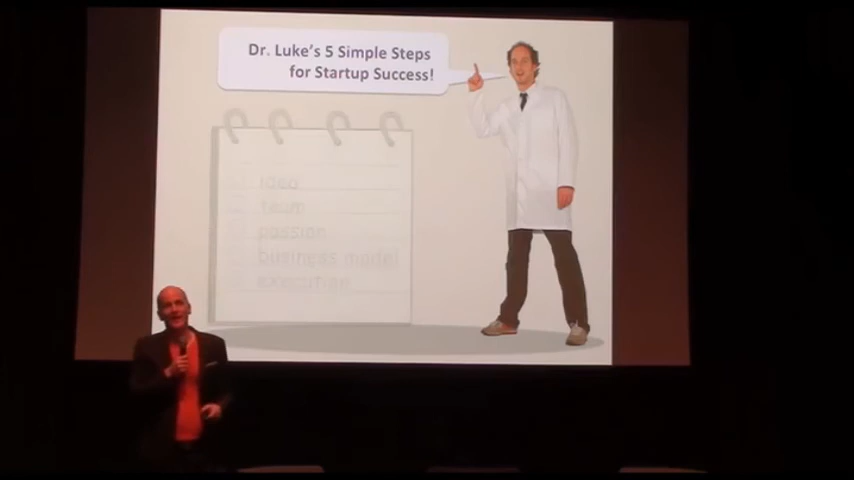 Dr. Luke's 5 Simple Steps
for Startup Success!
idea
team
passion
business model
execution